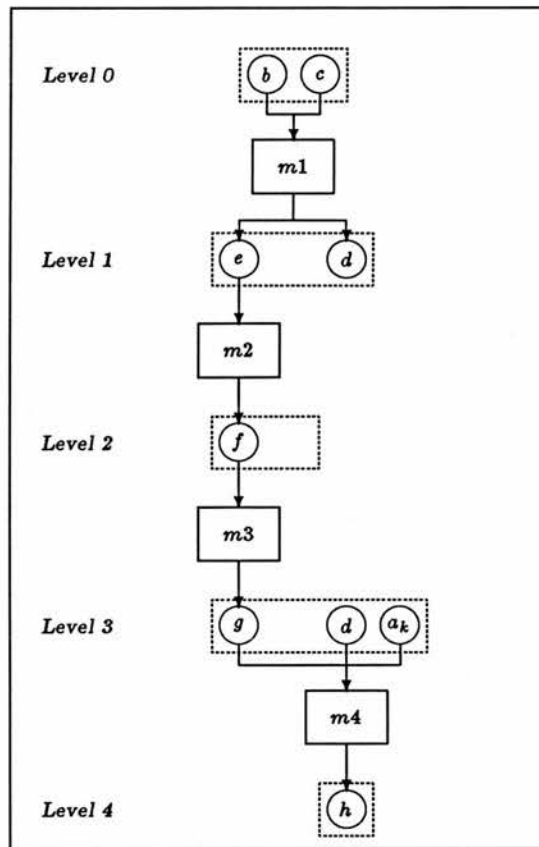 Level 0 b c
m1
Level 1 e d
m2
Level 2 f
m3
Level 3 g d a_k
m4
Level 4 h